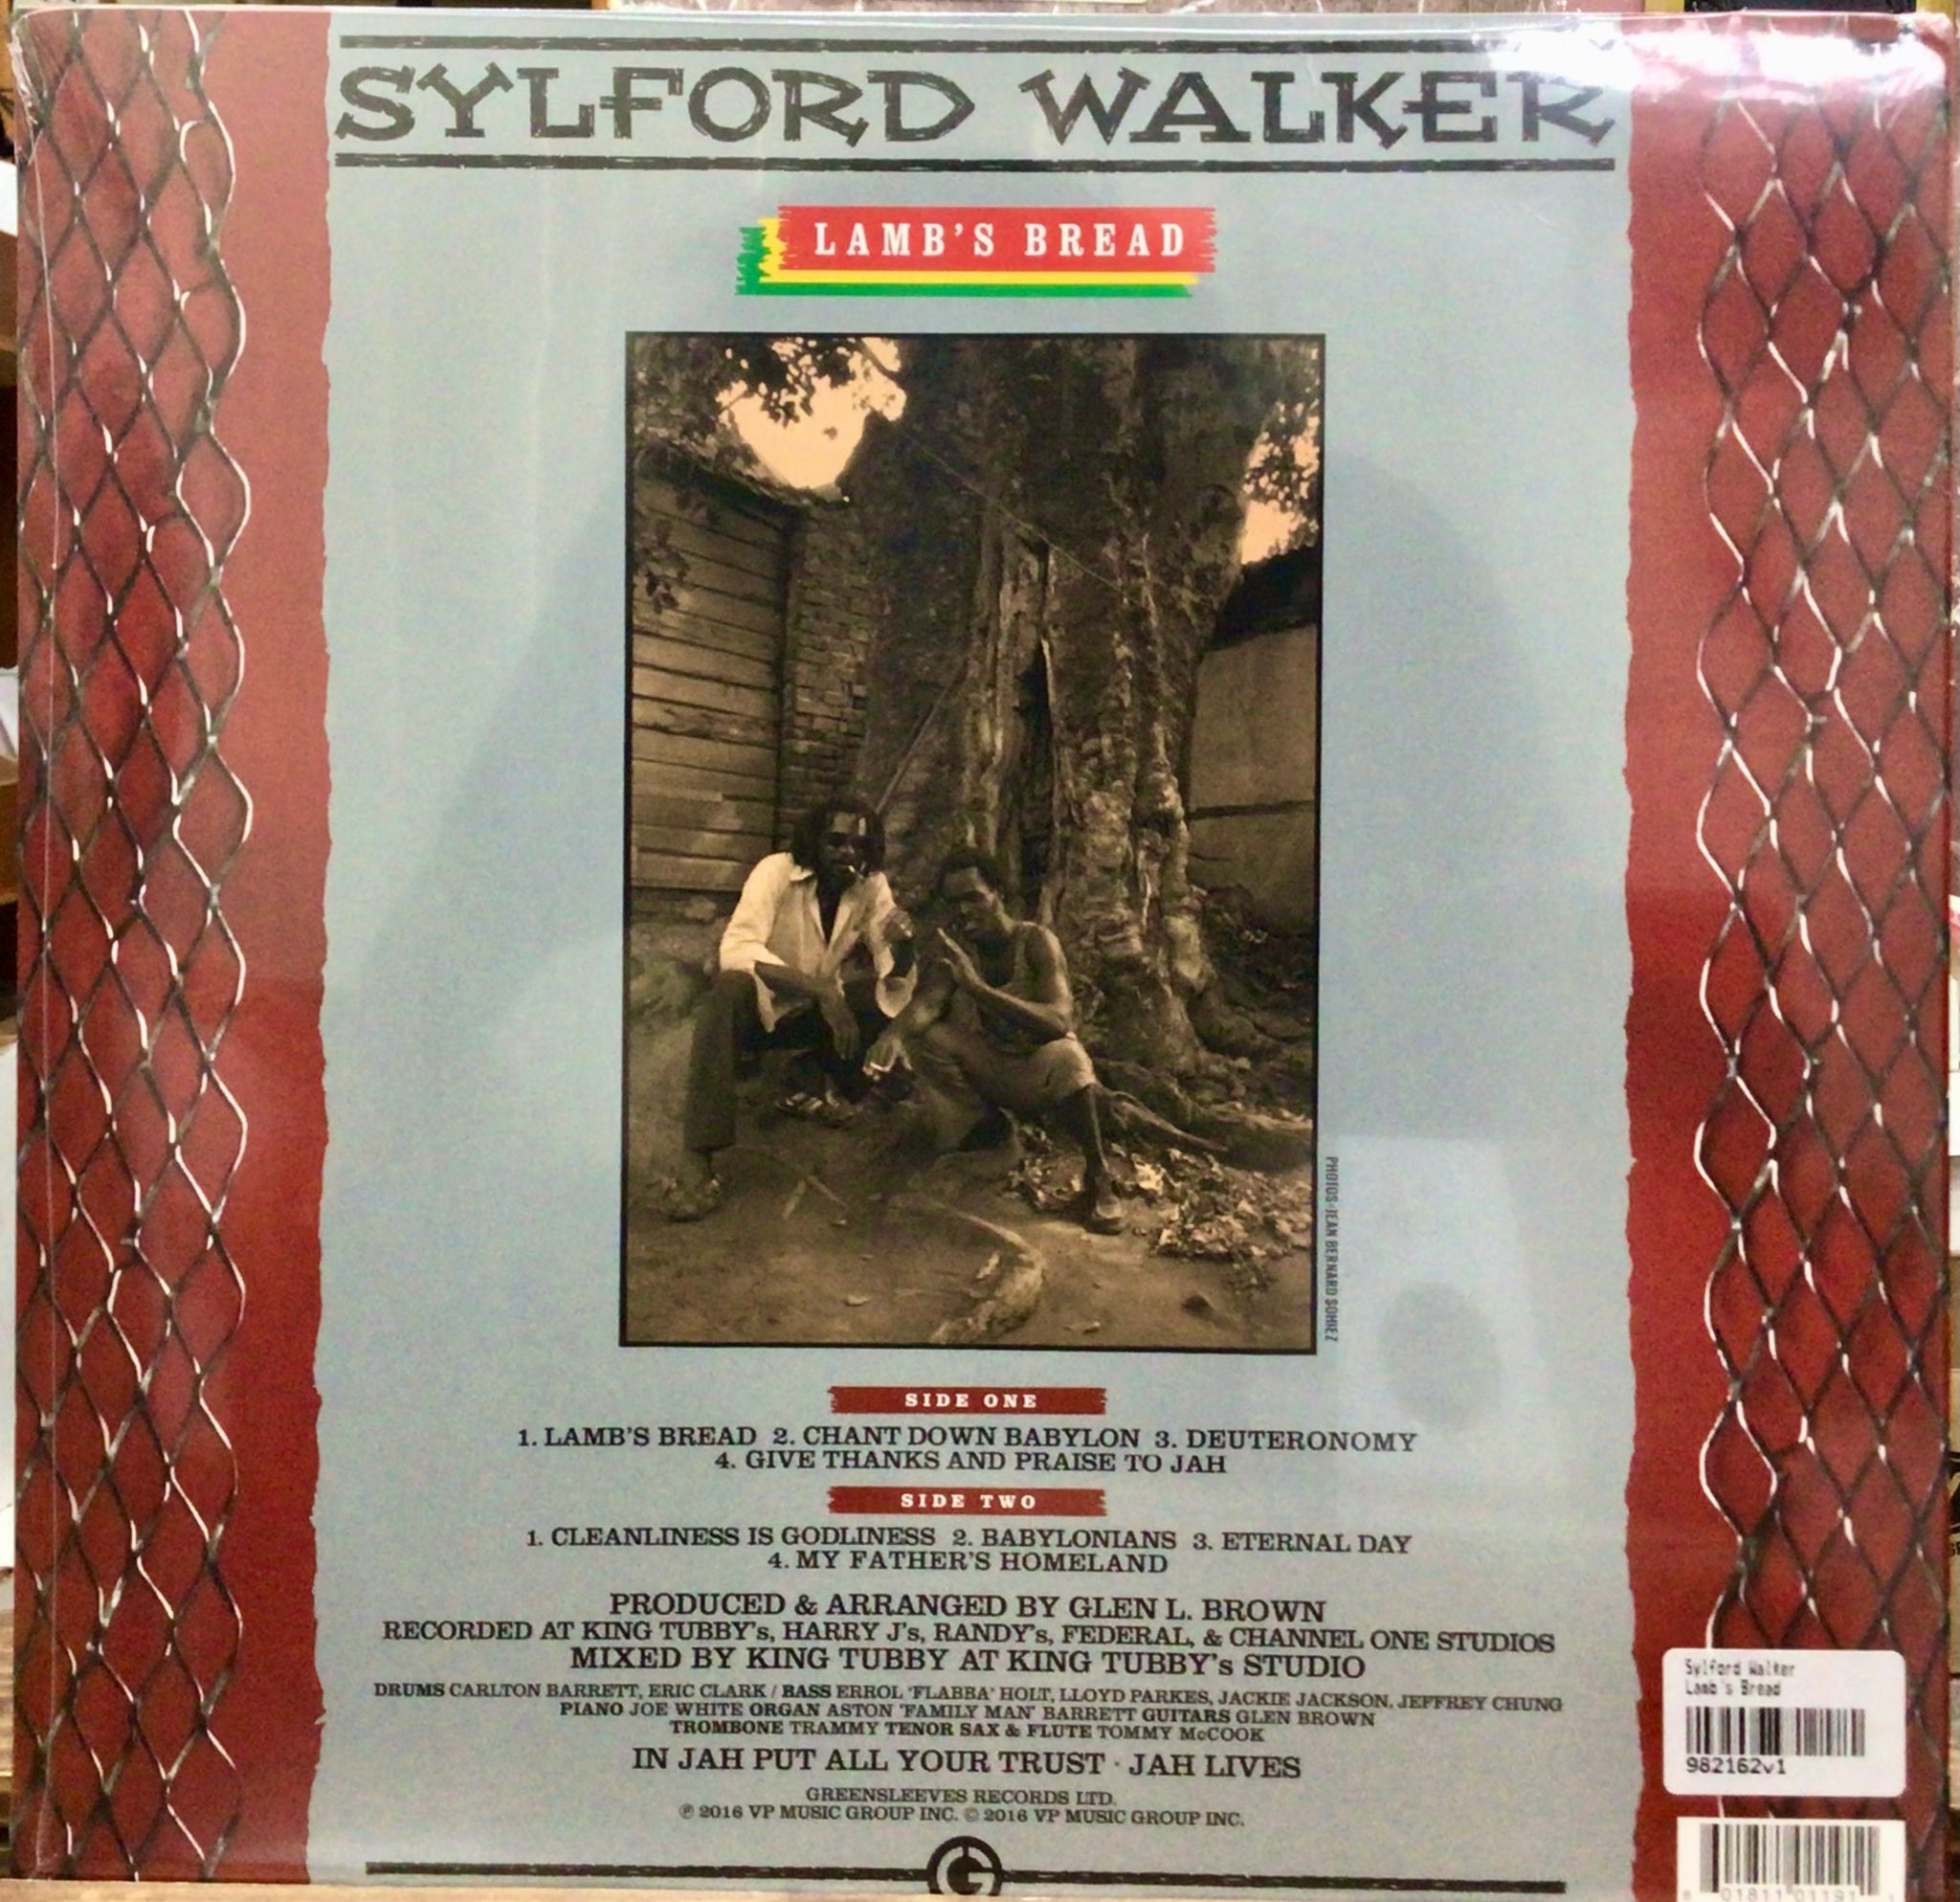 SYLFORD WALKER
LAMB'S BREAD
PHOTOS: JEAN BERNARD SOHIEZ
SIDE ONE
1. LAMB'S BREAD 2. CHANT DOWN BABYLON 3. DEUTERONOMY
4. GIVE THANKS AND PRAISE TO JAH
SIDE TWO
1. CLEANLINESS IS GODLINESS 2. BABYLONIANS 3. ETERNAL DAY
4. MY FATHER'S HOMELAND
PRODUCED & ARRANGED BY GLEN L. BROWN
RECORDED AT KING TUBBY's, HARRY J's, RANDY's, FEDERAL, & CHANNEL ONE STUDIOS
MIXED BY KING TUBBY AT KING TUBBY's STUDIO
DRUMS CARLTON BARRETT, ERIC CLARK / BASS ERROL 'FLABBA' HOLT, LLOYD PARKES, JACKIE JACKSON, JEFFREY CHUNG
PIANO JOE WHITE ORGAN ASTON 'FAMILY MAN' BARRETT GUITARS GLEN BROWN
TROMBONE TRAMMY TENOR SAX & FLUTE TOMMY McCOOK
IN JAH PUT ALL YOUR TRUST · JAH LIVES
GREENSLEEVES RECORDS LTD.
℗ 2016 VP MUSIC GROUP INC. © 2016 VP MUSIC GROUP INC.
G
Sylford Walker
Lamb's Bread
982162v1